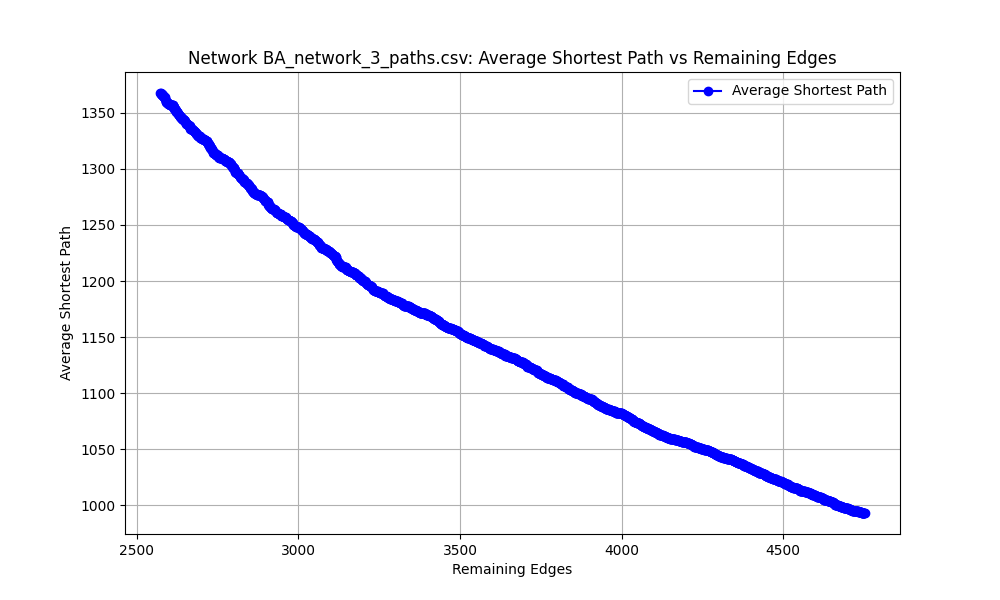 Network BA_network_3_paths.csv: Average Shortest Path vs Remaining Edges
Average Shortest Path
1350
1300
1250
1200
1150
1100
1050
1000
Average Shortest Path
2500 3000 3500 4000 4500
Remaining Edges